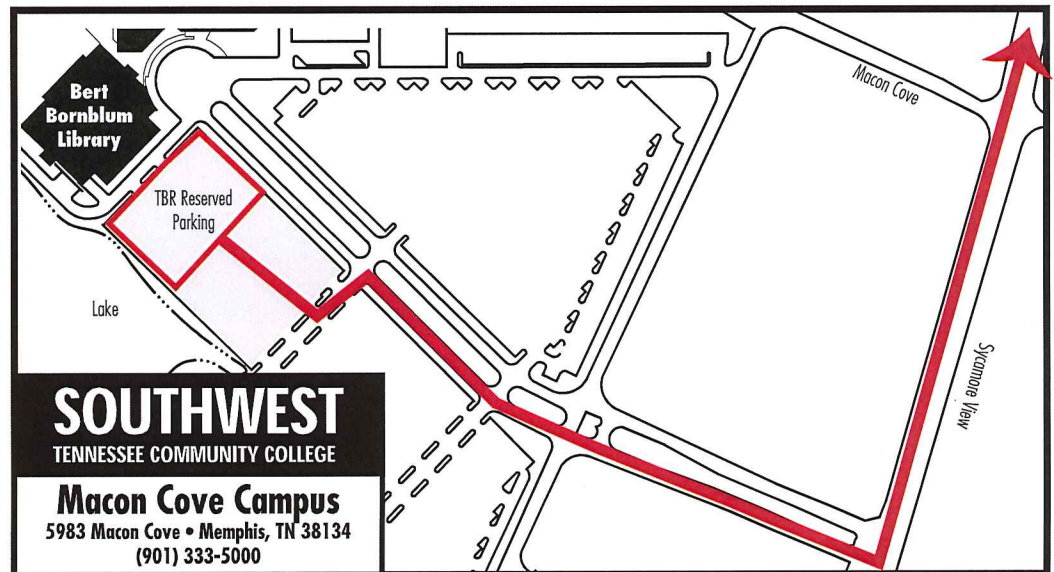 Bert
Bornblum
Library
TBR Reserved
Parking
Lake
Macon Cove
Sycamore View
SOUTHWEST
TENNESSEE COMMUNITY COLLEGE
Macon Cove Campus
5983 Macon Cove • Memphis, TN 38134
(901) 333-5000